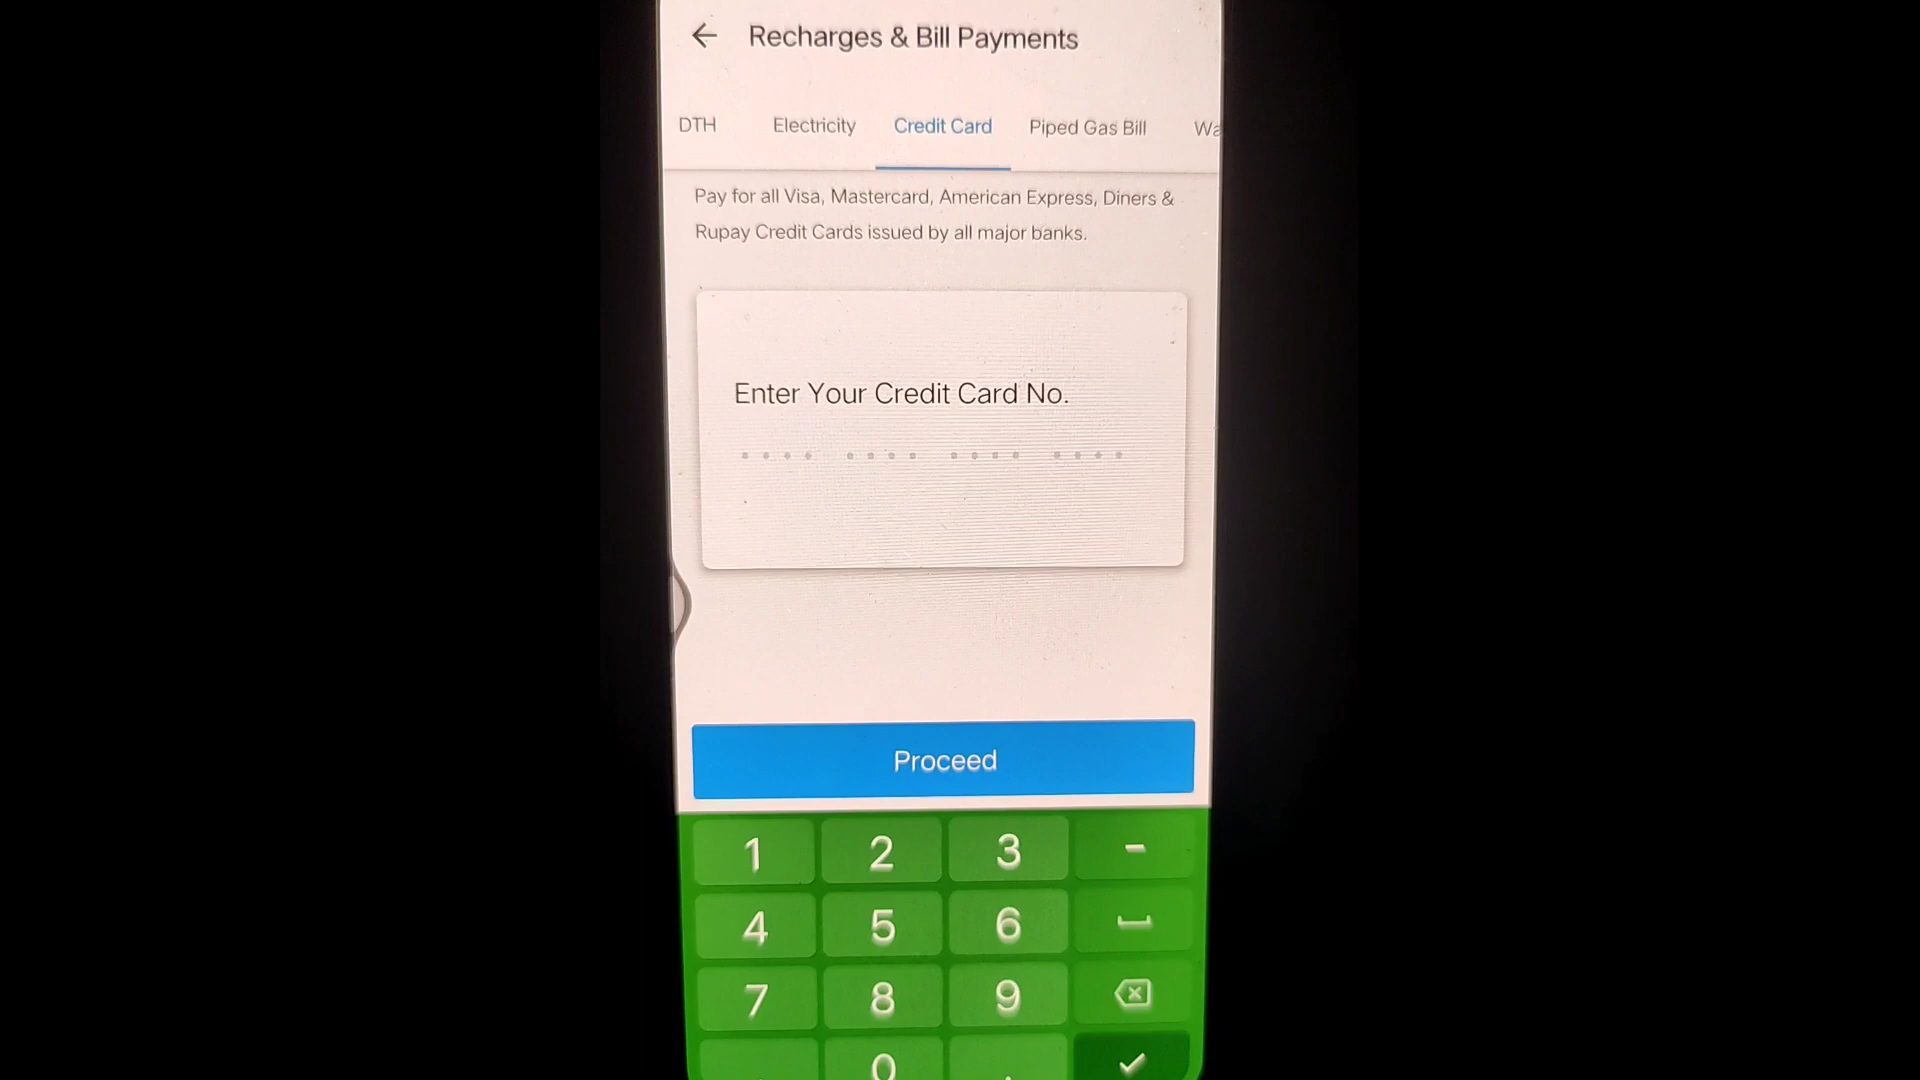 Recharges & Bill Payments
DTH Electricity Credit Card Piped Gas Bill
Pay for all Visa, Mastercard, American Express, Diners &
Rupay Credit Cards issued by all major banks.
Enter Your Credit Card No.
Proceed
1 2 3 -
4 5 6
7 8 9
0 .